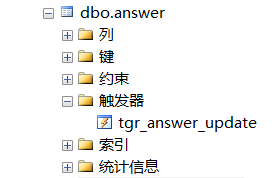 dbo.answer
列
键
约束
触发器
tgr_answer_update
索引
统计信息